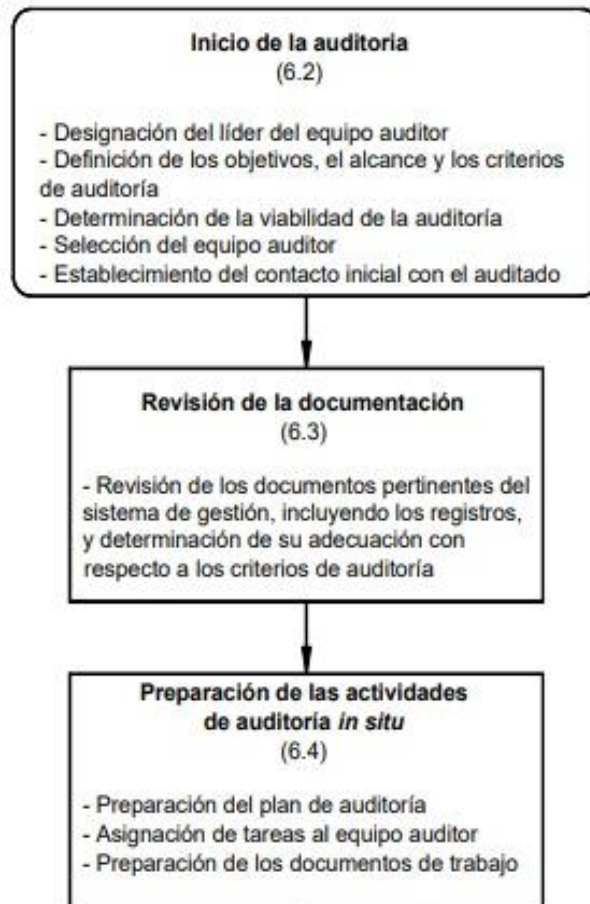 Inicio de la auditoria
(6.2)
- Designación del líder del equipo auditor
- Definición de los objetivos, el alcance y los criterios
de auditoría
- Determinación de la viabilidad de la auditoría
- Selección del equipo auditor
- Establecimiento del contacto inicial con el auditado
Revisión de la documentación
(6.3)
- Revisión de los documentos pertinentes del
sistema de gestión, incluyendo los registros,
y determinación de su adecuación con
respecto a los criterios de auditoría
Preparación de las actividades
de auditoría in situ
(6.4)
- Preparación del plan de auditoría
- Asignación de tareas al equipo auditor
- Preparación de los documentos de trabajo